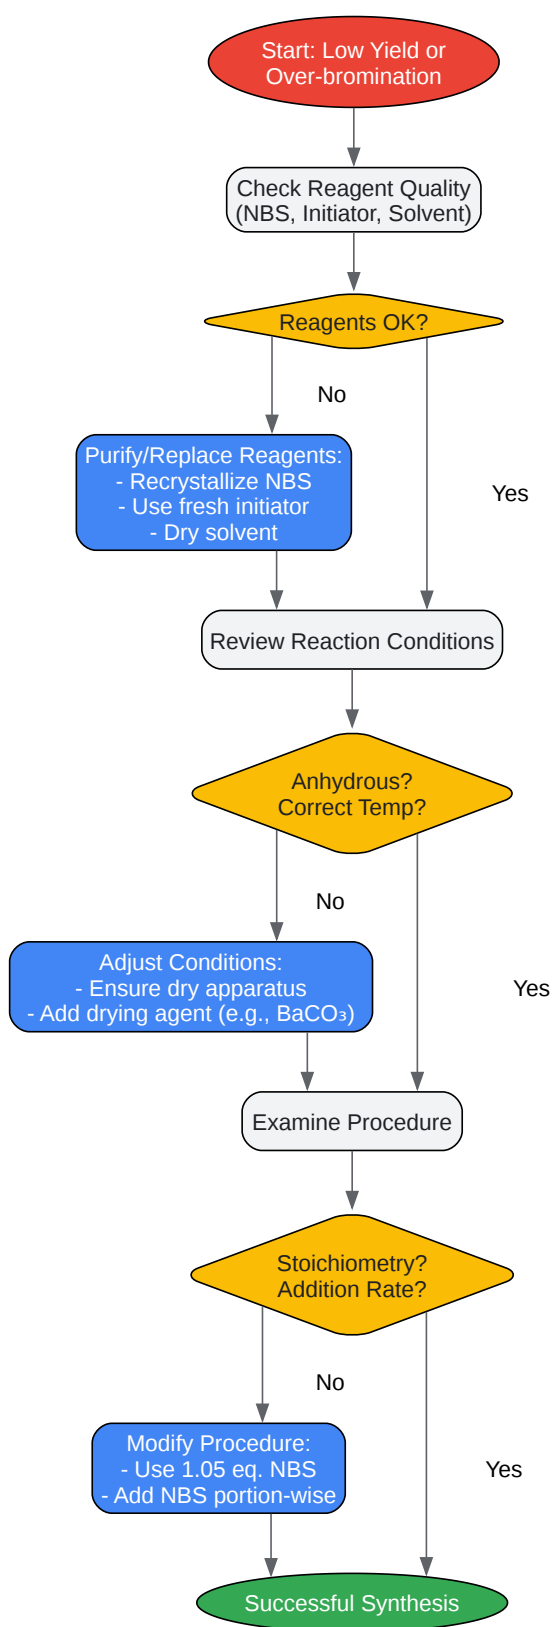 Start: Low Yield or
Over-bromination
Check Reagent Quality
(NBS, Initiator, Solvent)
Reagents OK?
No
Purify/Replace Reagents:
- Recrystallize NBS
- Use fresh initiator
- Dry solvent
Yes
Review Reaction Conditions
Anhydrous?
Correct Temp?
No
Adjust Conditions:
- Ensure dry apparatus
- Add drying agent (e.g., BaCO₃)
Yes
Examine Procedure
Stoichiometry?
Addition Rate?
No
Modify Procedure:
- Use 1.05 eq. NBS
- Add NBS portion-wise
Yes
Successful Synthesis